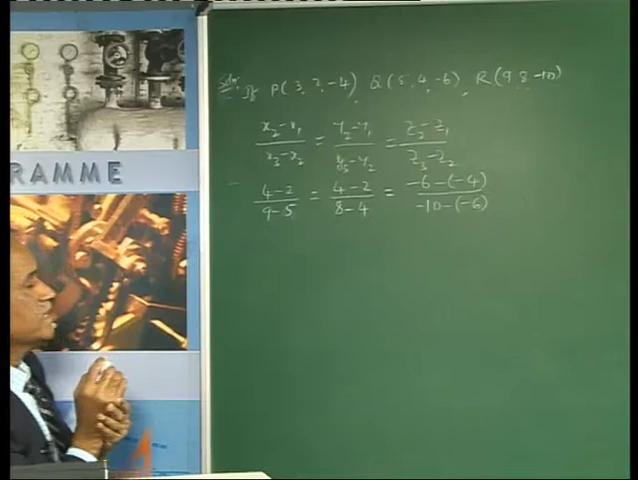 Soln: If P(3, 2, -4), Q(5, 4, -6), R(9 8 -10)
x₂-x₁/x₃-x₂ = y₂-y₁/y₃-y₂ = z₂-z₁/z₃-z₂
RAMME
4-2/9-5 = 4-2/8-4 = -6-(-4)/-10-(-6)